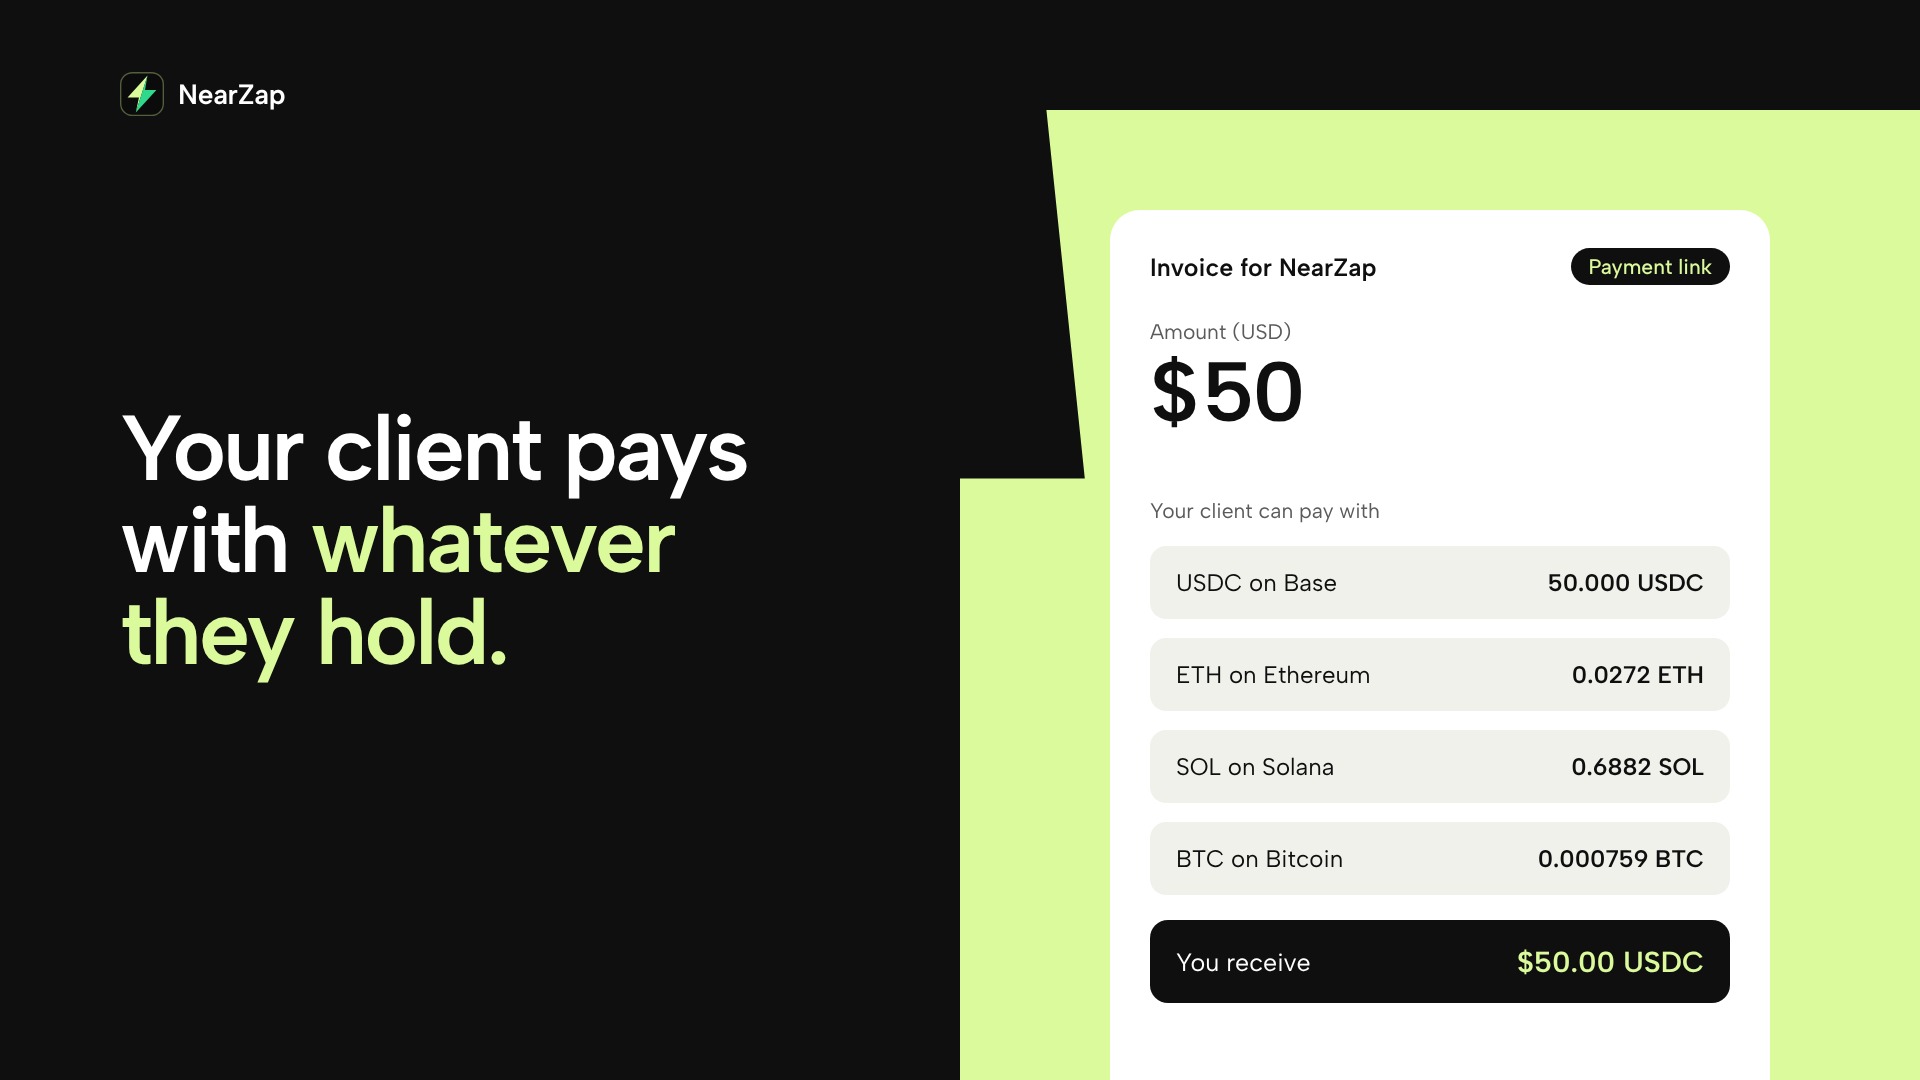 NearZap
Your client pays
with whatever
they hold.
Invoice for NearZap
Payment link
Amount (USD)
$50
Your client can pay with
USDC on Base
50.000 USDC
ETH on Ethereum
0.0272 ETH
SOL on Solana
0.6882 SOL
BTC on Bitcoin
0.000759 BTC
You receive
$50.00 USDC